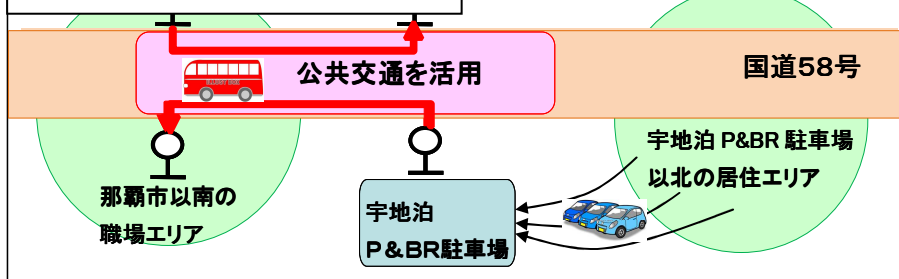 公共交通を活用
国道58号
宇地泊 P&BR 駐車場
以北の居住エリア
那覇市以南の
職場エリア
宇地泊
P&BR駐車場